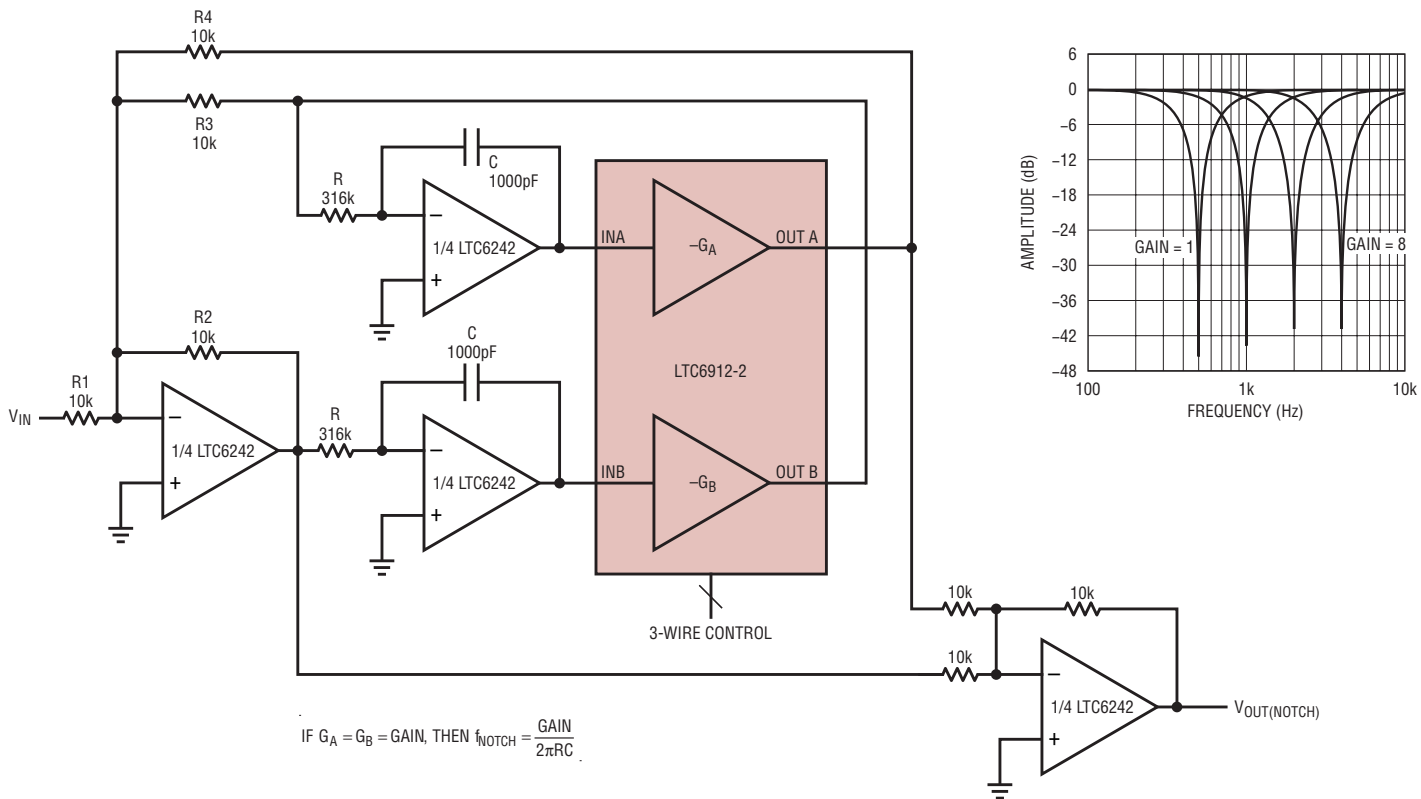 R4
10k
R3
10k
R
316k
C
1000pF
1/4 LTC6242
−
+
INA
−GA
OUT A
LTC6912-2
R2
10k
R1
10k
VIN
−
+
1/4 LTC6242
R
316k
C
1000pF
−
+
1/4 LTC6242
INB
−GB
OUT B
3-WIRE CONTROL
10k
10k
10k
−
+
1/4 LTC6242
VOUT(NOTCH)
IF GA = GB = GAIN, THEN fNOTCH = GAIN
2πRC
AMPLITUDE (dB)
6
0
−6
−12
−18
−24
−30
−36
−42
−48
GAIN = 1
GAIN = 8
100
1k
10k
FREQUENCY (Hz)